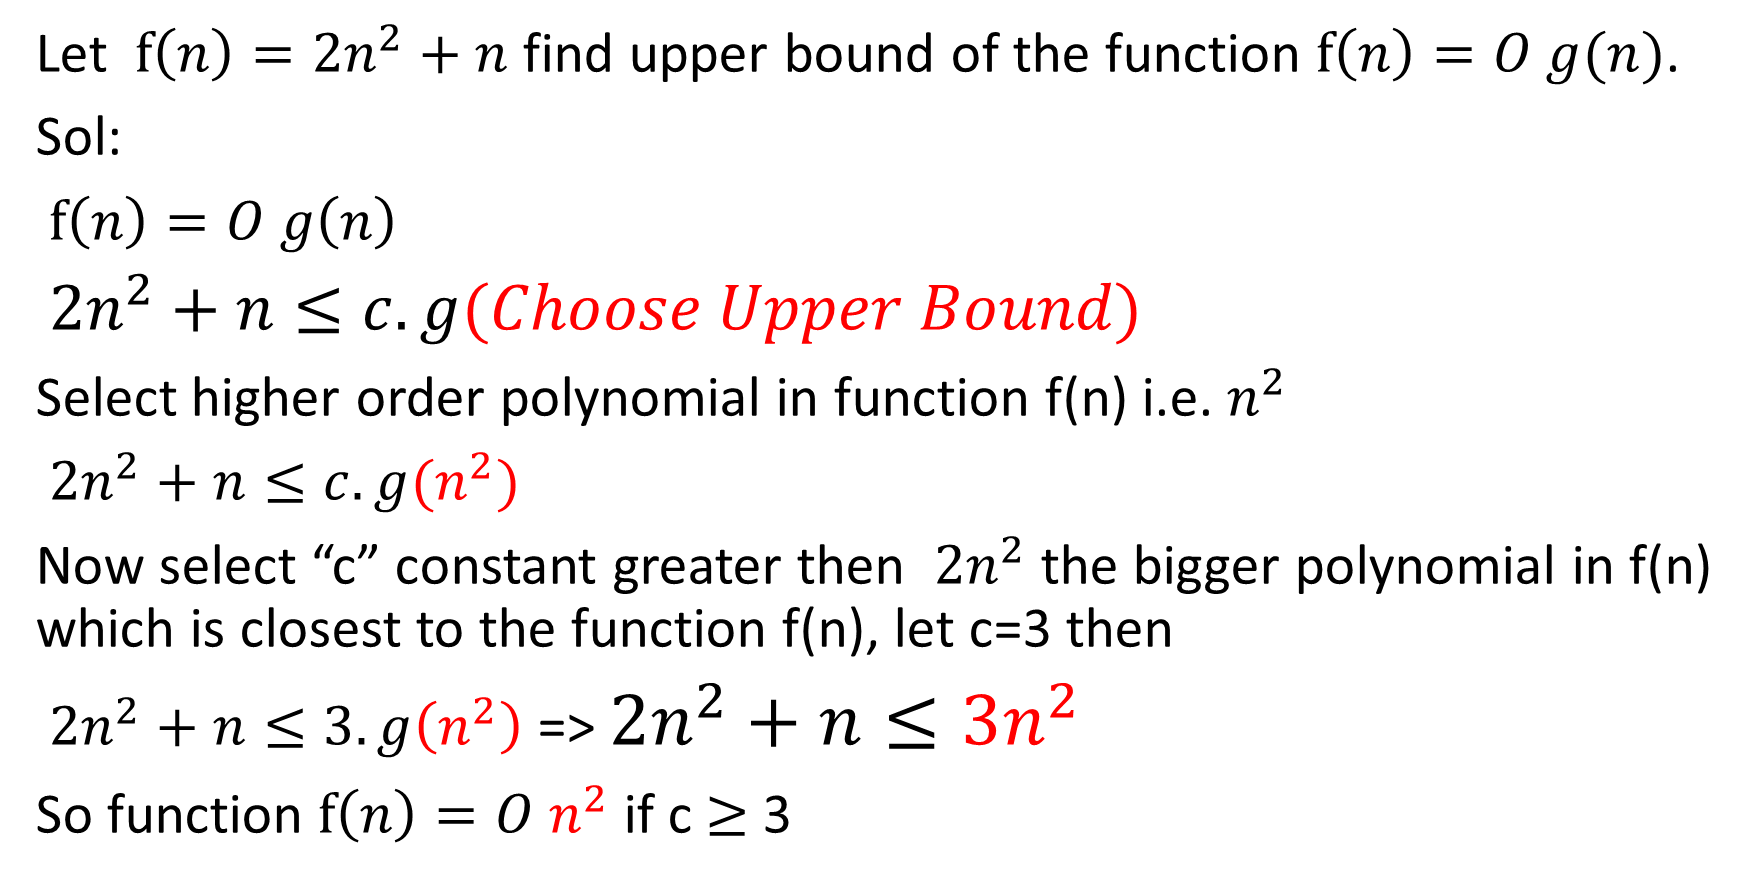 Let f(n) = 2n² + n find upper bound of the function f(n) = O g(n).
Sol:
f(n) = O g(n)
2n² + n ≤ c. g(Choose Upper Bound)
Select higher order polynomial in function f(n) i.e. n²
2n² + n ≤ c. g(n²)
Now select “c” constant greater then 2n² the bigger polynomial in f(n)
which is closest to the function f(n), let c=3 then
2n² + n ≤ 3. g(n²) => 2n² + n ≤ 3n²
So function f(n) = O n² if c ≥ 3